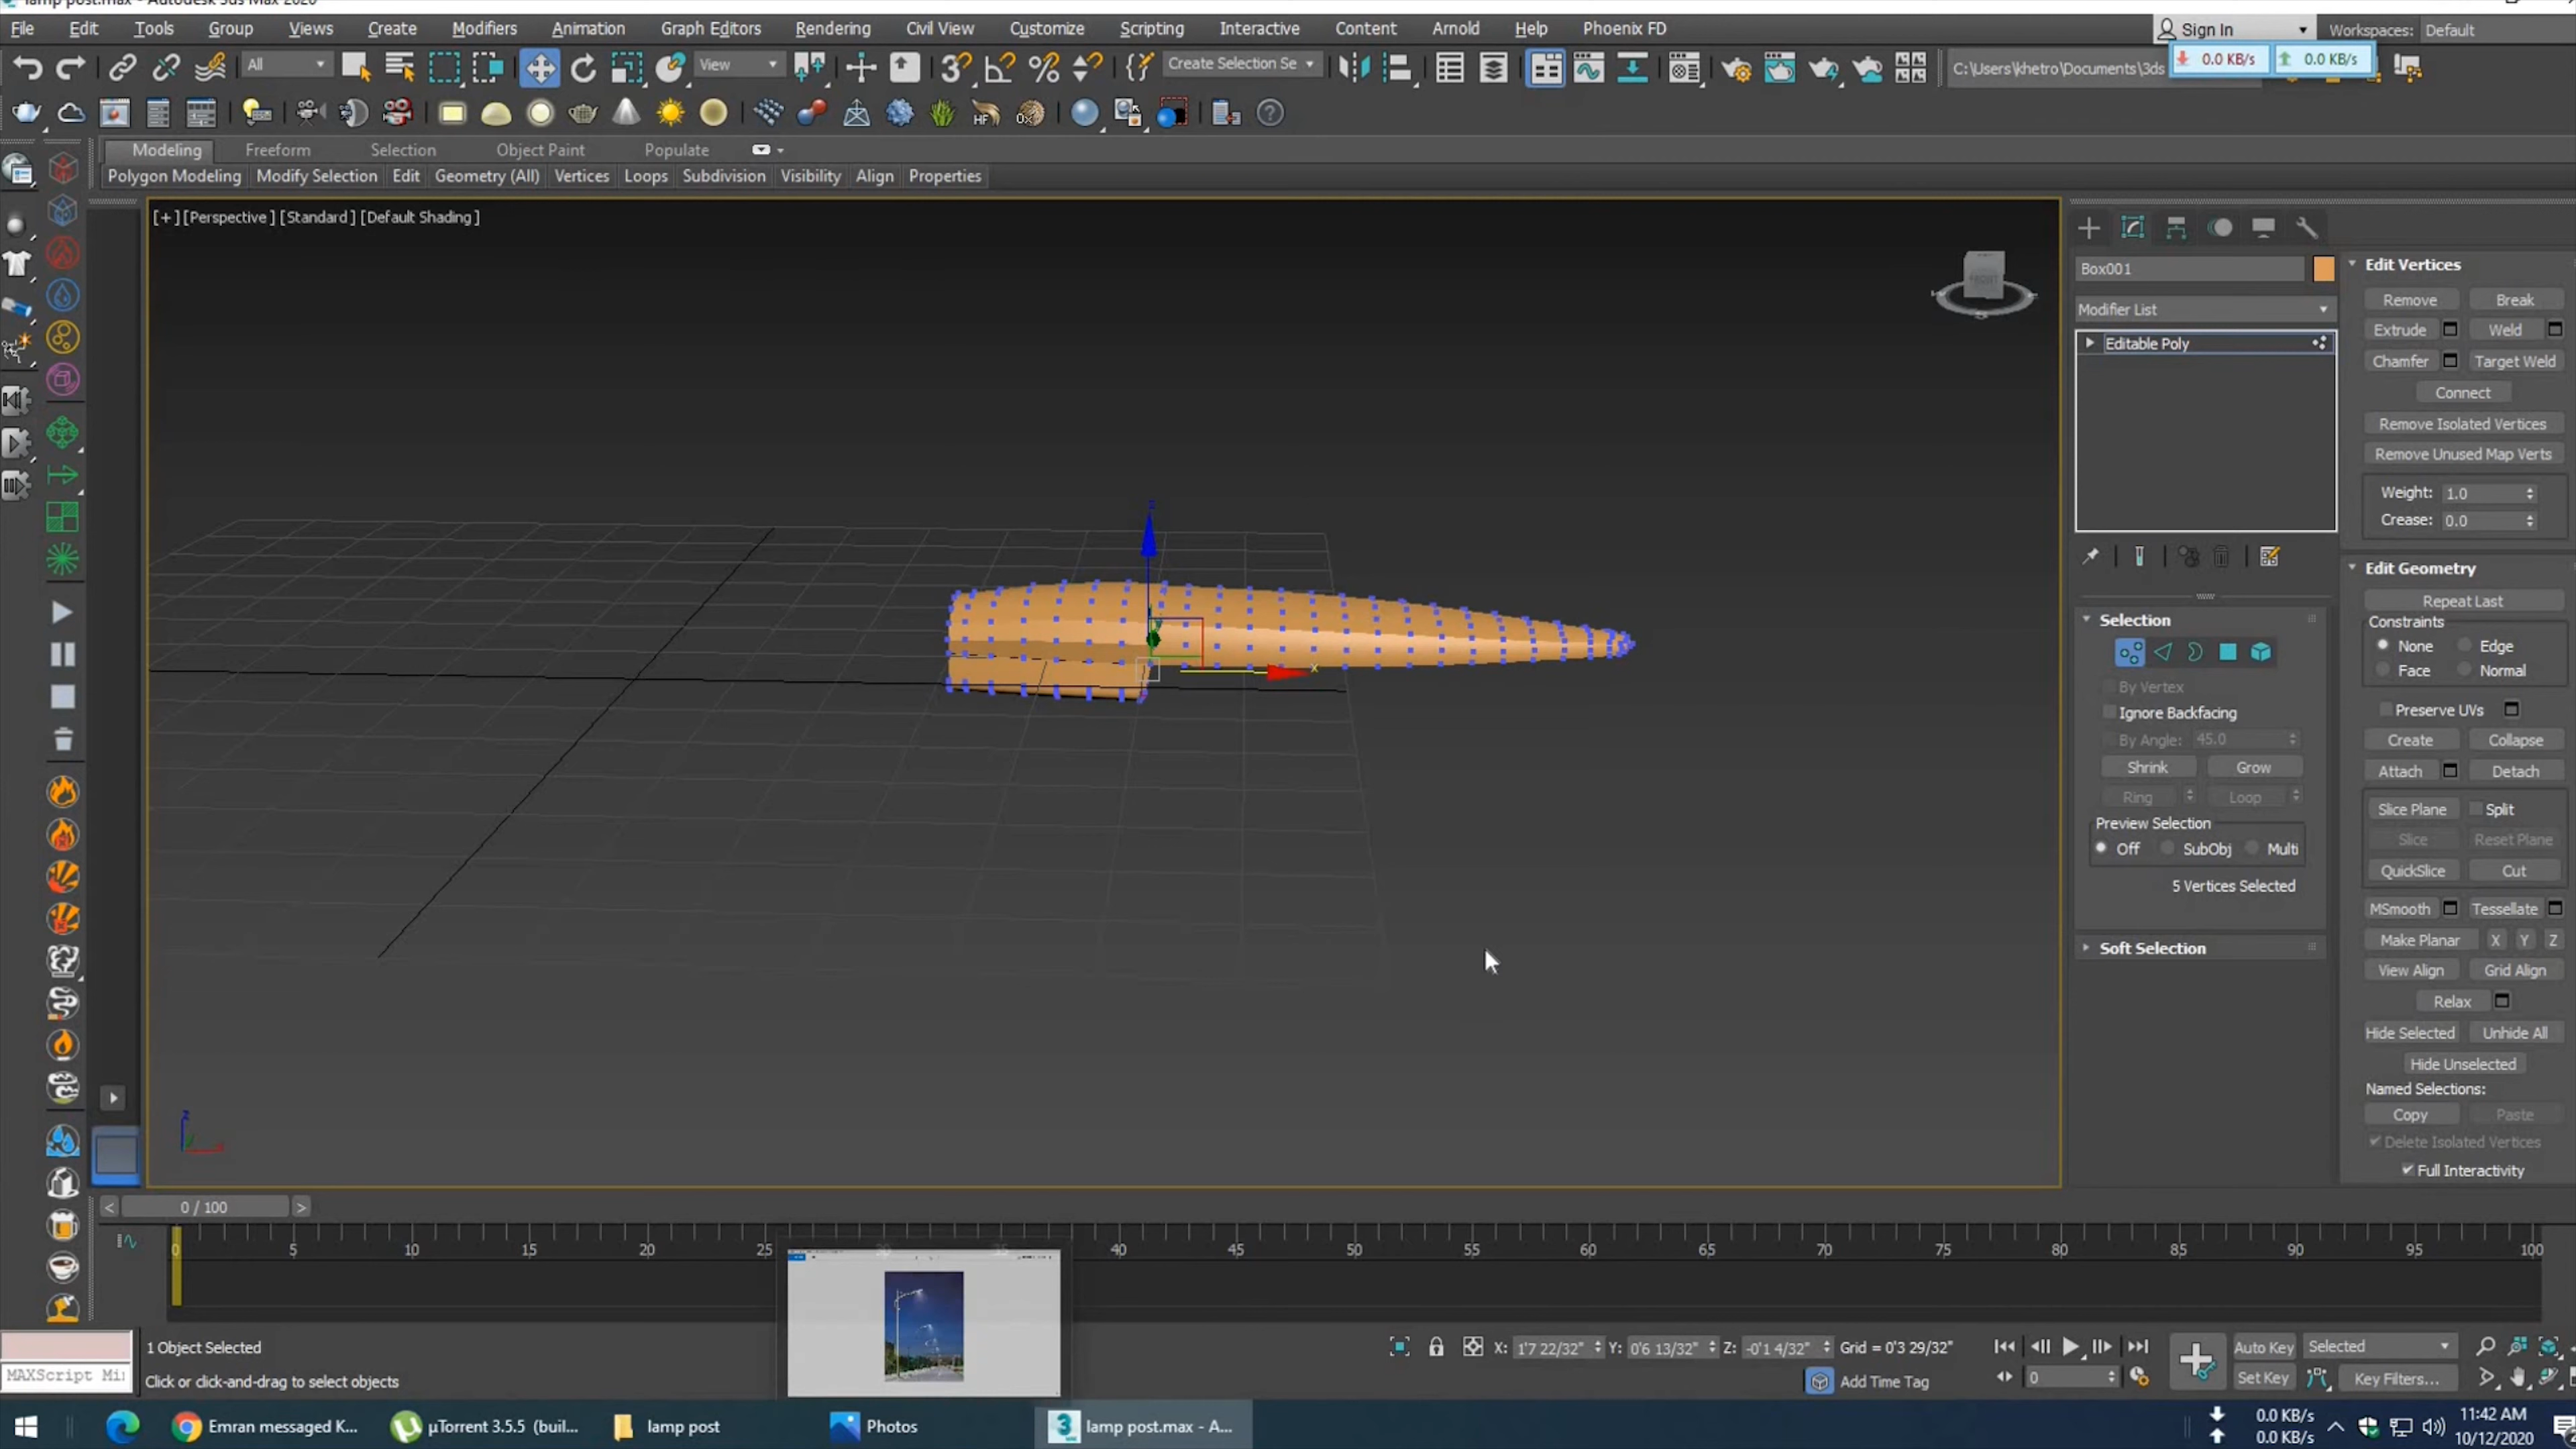 lamp post.max - Autodesk 3ds Max 2020
File Edit Tools Group Views Create Modifiers Animation Graph Editors Rendering Civil View Customize Scripting Interactive Content Arnold Help Phoenix FD
Sign In Workspaces: Default
All View Create Selection Se C:\Users\khetro\Documents\3ds 0.0 KB/s 0.0 KB/s
Modeling Freeform Selection Object Paint Populate
Polygon Modeling Modify Selection Edit Geometry (All) Vertices Loops Subdivision Visibility Align Properties
[+] [Perspective ] [Standard ] [Default Shading ]
FRONT
z
x
z
Box001
Modifier List
Editable Poly
Selection
By Vertex
Ignore Backfacing
By Angle: 45.0
Shrink Grow
Ring Loop
Preview Selection
Off SubObj Multi
5 Vertices Selected
Soft Selection
Edit Vertices
Remove Break
Extrude Weld
Chamfer Target Weld
Connect
Remove Isolated Vertices
Remove Unused Map Verts
Weight: 1.0
Crease: 0.0
Edit Geometry
Repeat Last
Constraints
None Edge
Face Normal
Preserve UVs
Create Collapse
Attach Detach
Slice Plane Split
Slice Reset Plane
QuickSlice Cut
MSmooth Tessellate
Make Planar X Y Z
View Align Grid Align
Relax
Hide Selected Unhide All
Hide Unselected
Named Selections:
Copy Paste
Delete Isolated Vertices
Full Interactivity
< 0 / 100 >
0 5 10 15 20 25 30 35 40 45 50 55 60 65 70 75 80 85 90 95 100
1 Object Selected
X: 1'7 22/32" Y: 0'6 13/32" Z: -0'1 4/32" Grid = 0'3 29/32"
Auto Key Selected
MAXScript Mi
Click or click-and-drag to select objects
Add Time Tag
0
Set Key Key Filters...
Emran messaged K... µTorrent 3.5.5 (buil... lamp post Photos lamp post.max - A...
0.0 KB/s
0.0 KB/s
11:42 AM
10/12/2020